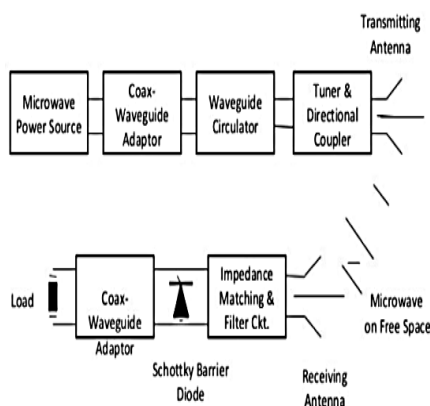 Transmitting
Antenna
Microwave
Power Source
Coax-
Waveguide
Adaptor
Waveguide
Circulator
Tuner &
Directional
Coupler
Load
Coax-
Waveguide
Adaptor
Schottky Barrier
Diode
Impedance
Matching &
Filter Ckt.
Receiving
Antenna
Microwave
on Free Space